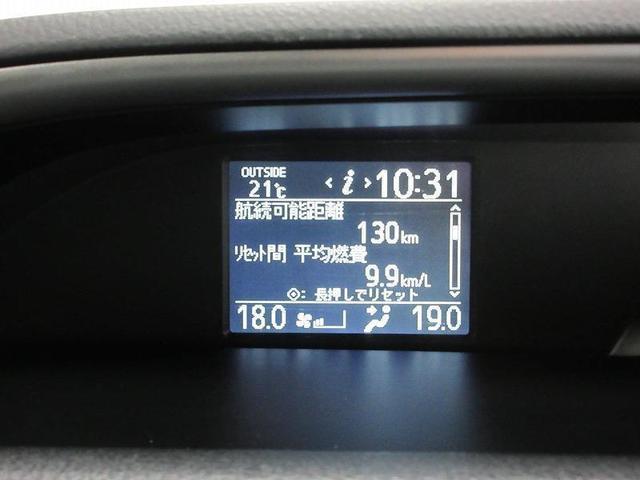 OUTSIDE
21℃ < i > 10:31
航続可能距離
130km
ﾘｾｯﾄ間 平均燃費
9.9km/L
: 長押しでリセット
18.0 19.0